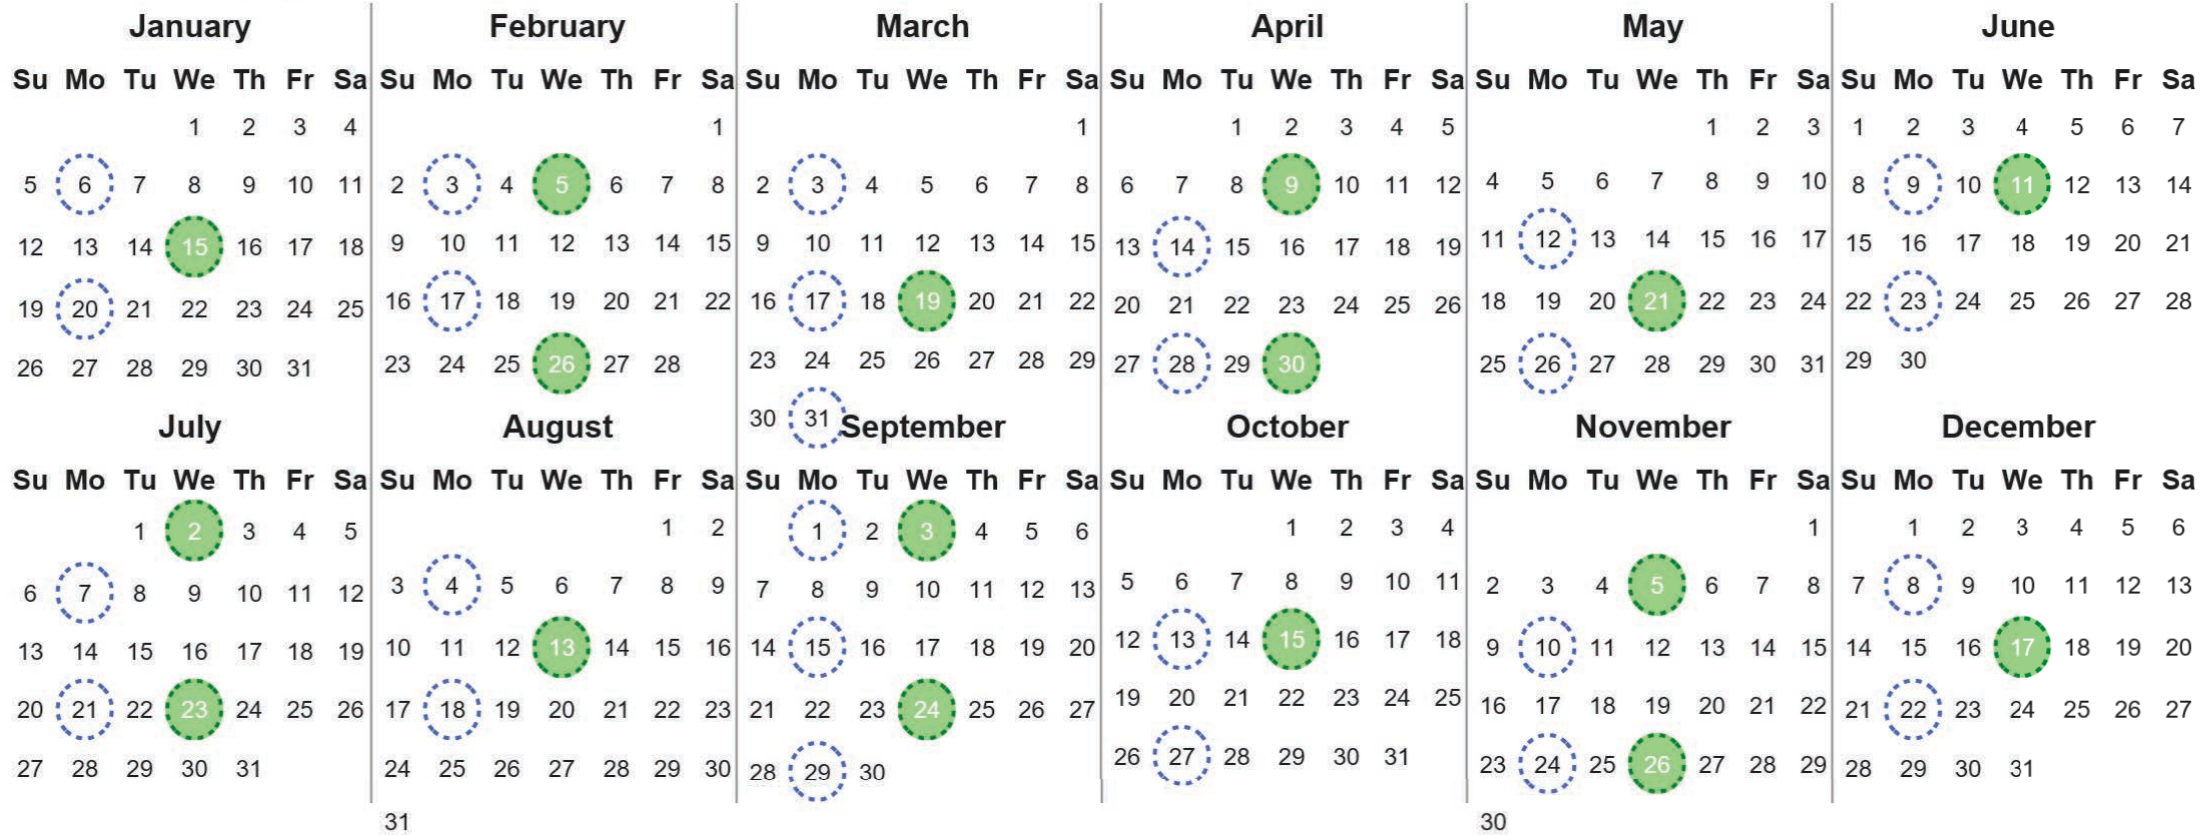 January February March April May June
Su Mo Tu We Th Fr Sa Su Mo Tu We Th Fr Sa Su Mo Tu We Th Fr Sa Su Mo Tu We Th Fr Sa Su Mo Tu We Th Fr Sa Su Mo Tu We Th Fr Sa
1 2 3 4 1 1 1 2 3 4 5 1 2 3 1 2 3 4 5 6 7
5 6 7 8 9 10 11 2 3 4 5 6 7 8 2 3 4 5 6 7 8 6 7 8 9 10 11 12 4 5 6 7 8 9 10 8 9 10 11 12 13 14
12 13 14 15 16 17 18 9 10 11 12 13 14 15 9 10 11 12 13 14 15 13 14 15 16 17 18 19 11 12 13 14 15 16 17 15 16 17 18 19 20 21
19 20 21 22 23 24 25 16 17 18 19 20 21 22 16 17 18 19 20 21 22 20 21 22 23 24 25 26 18 19 20 21 22 23 24 22 23 24 25 26 27 28
26 27 28 29 30 31 23 24 25 26 27 28 23 24 25 26 27 28 29 27 28 29 30 25 26 27 28 29 30 31 29 30
30 31
July August September October November December
Su Mo Tu We Th Fr Sa Su Mo Tu We Th Fr Sa Su Mo Tu We Th Fr Sa Su Mo Tu We Th Fr Sa Su Mo Tu We Th Fr Sa Su Mo Tu We Th Fr Sa
1 2 3 4 5 1 2 1 2 3 4 5 6 1 2 3 4 1 1 2 3 4 5 6
6 7 8 9 10 11 12 3 4 5 6 7 8 9 7 8 9 10 11 12 13 5 6 7 8 9 10 11 2 3 4 5 6 7 8 7 8 9 10 11 12 13
13 14 15 16 17 18 19 10 11 12 13 14 15 16 14 15 16 17 18 19 20 12 13 14 15 16 17 18 9 10 11 12 13 14 15 14 15 16 17 18 19 20
20 21 22 23 24 25 26 17 18 19 20 21 22 23 21 22 23 24 25 26 27 19 20 21 22 23 24 25 16 17 18 19 20 21 22 21 22 23 24 25 26 27
27 28 29 30 31 24 25 26 27 28 29 30 28 29 30 26 27 28 29 30 31 23 24 25 26 27 28 29 28 29 30 31
31 30